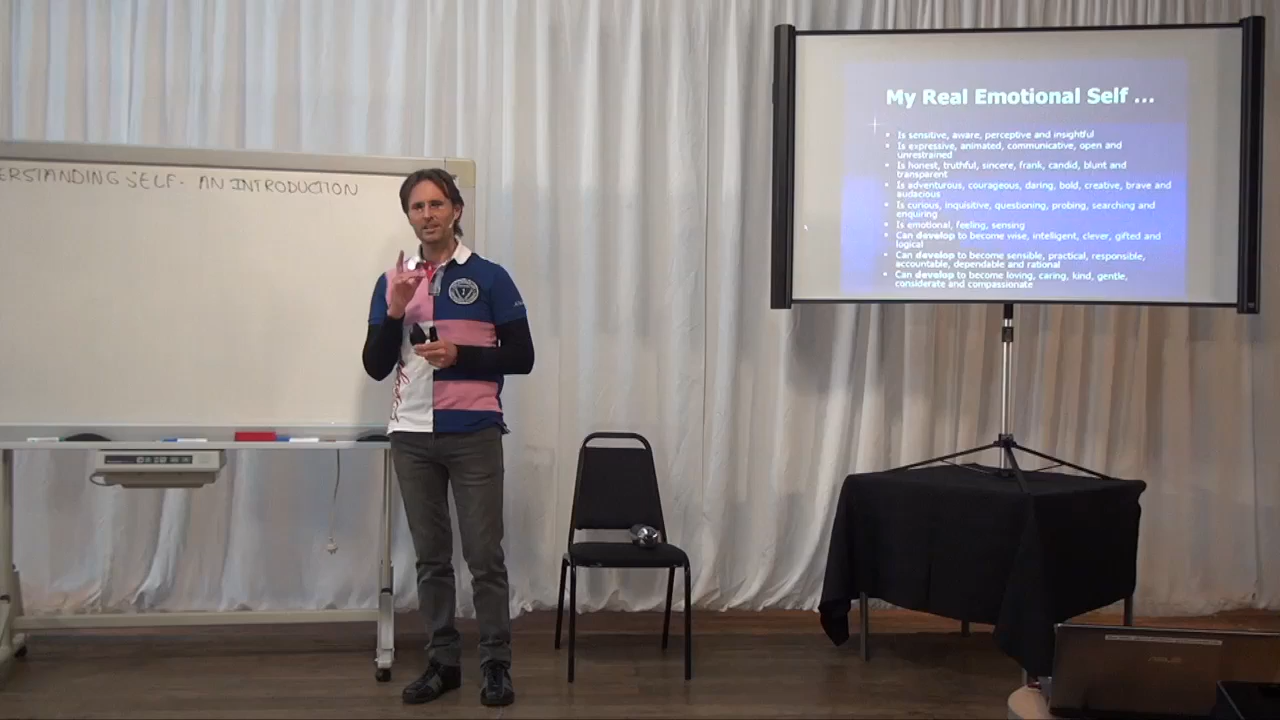 ERSTANDING SELF. AN INTRODUCTION
My Real Emotional Self ...
Is sensitive, aware, perceptive and insightful
Is expressive, animated, communicative, open and
unrestrained
Is honest, truthful, sincere, frank, candid, blunt and
transparent
Is adventurous, courageous, daring, bold, creative, brave and
audacious
Is curious, inquisitive, questioning, probing, searching and
enquiring
Is emotional, feeling, sensing
Can develop to become wise, intelligent, clever, gifted and
logical
Can develop to become sensible, practical, responsible,
accountable, dependable and rational
Can develop to become loving, caring, kind, gentle,
considerate and compassionate
ASUS